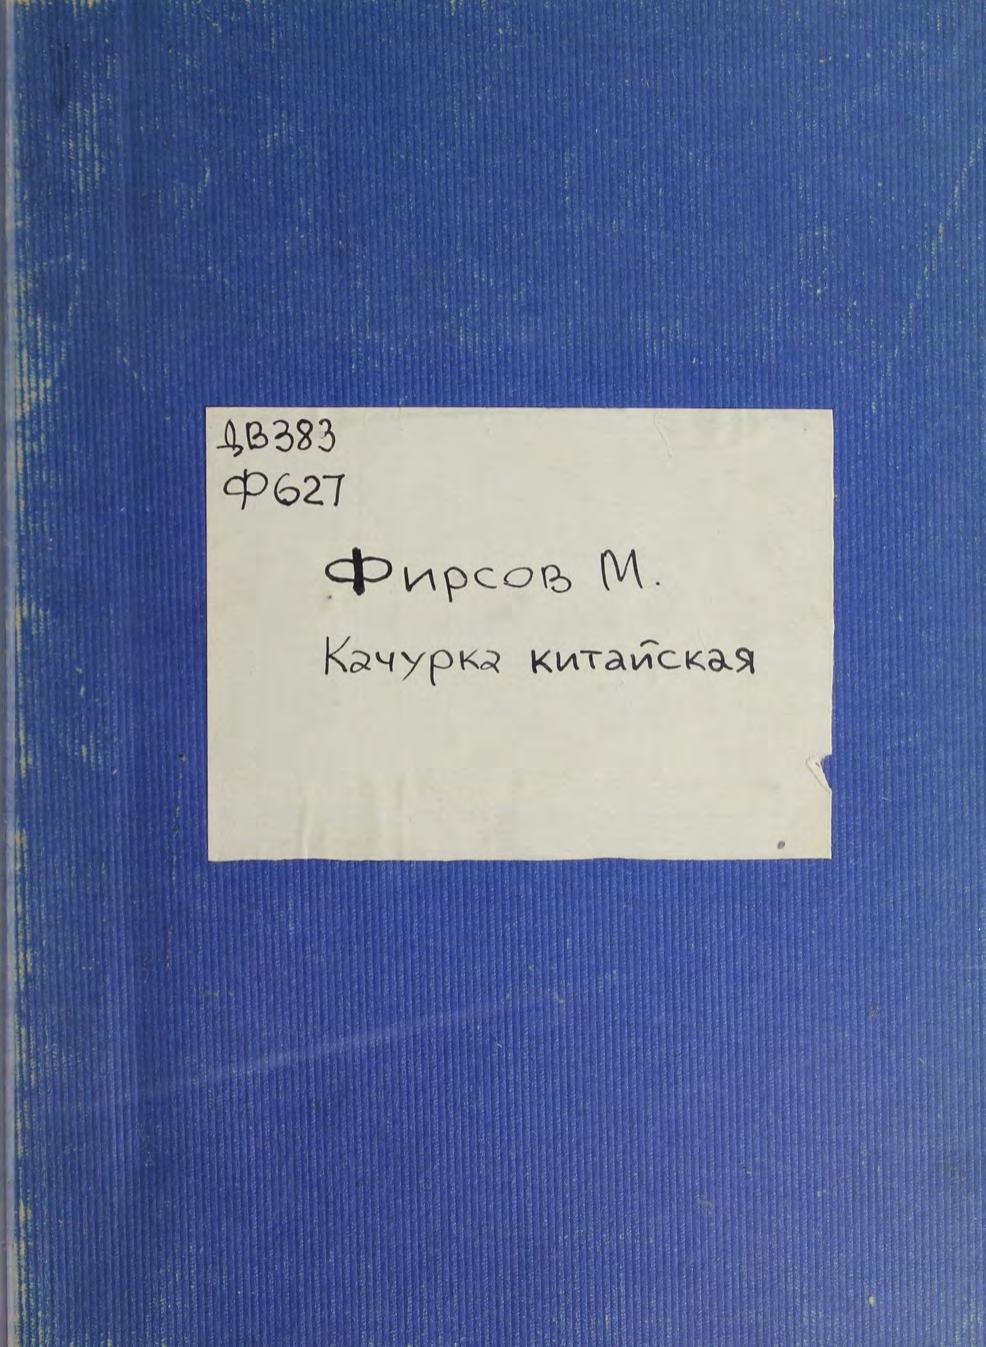 ДВ383
Ф627
Фирсов М.
Качурка китайская